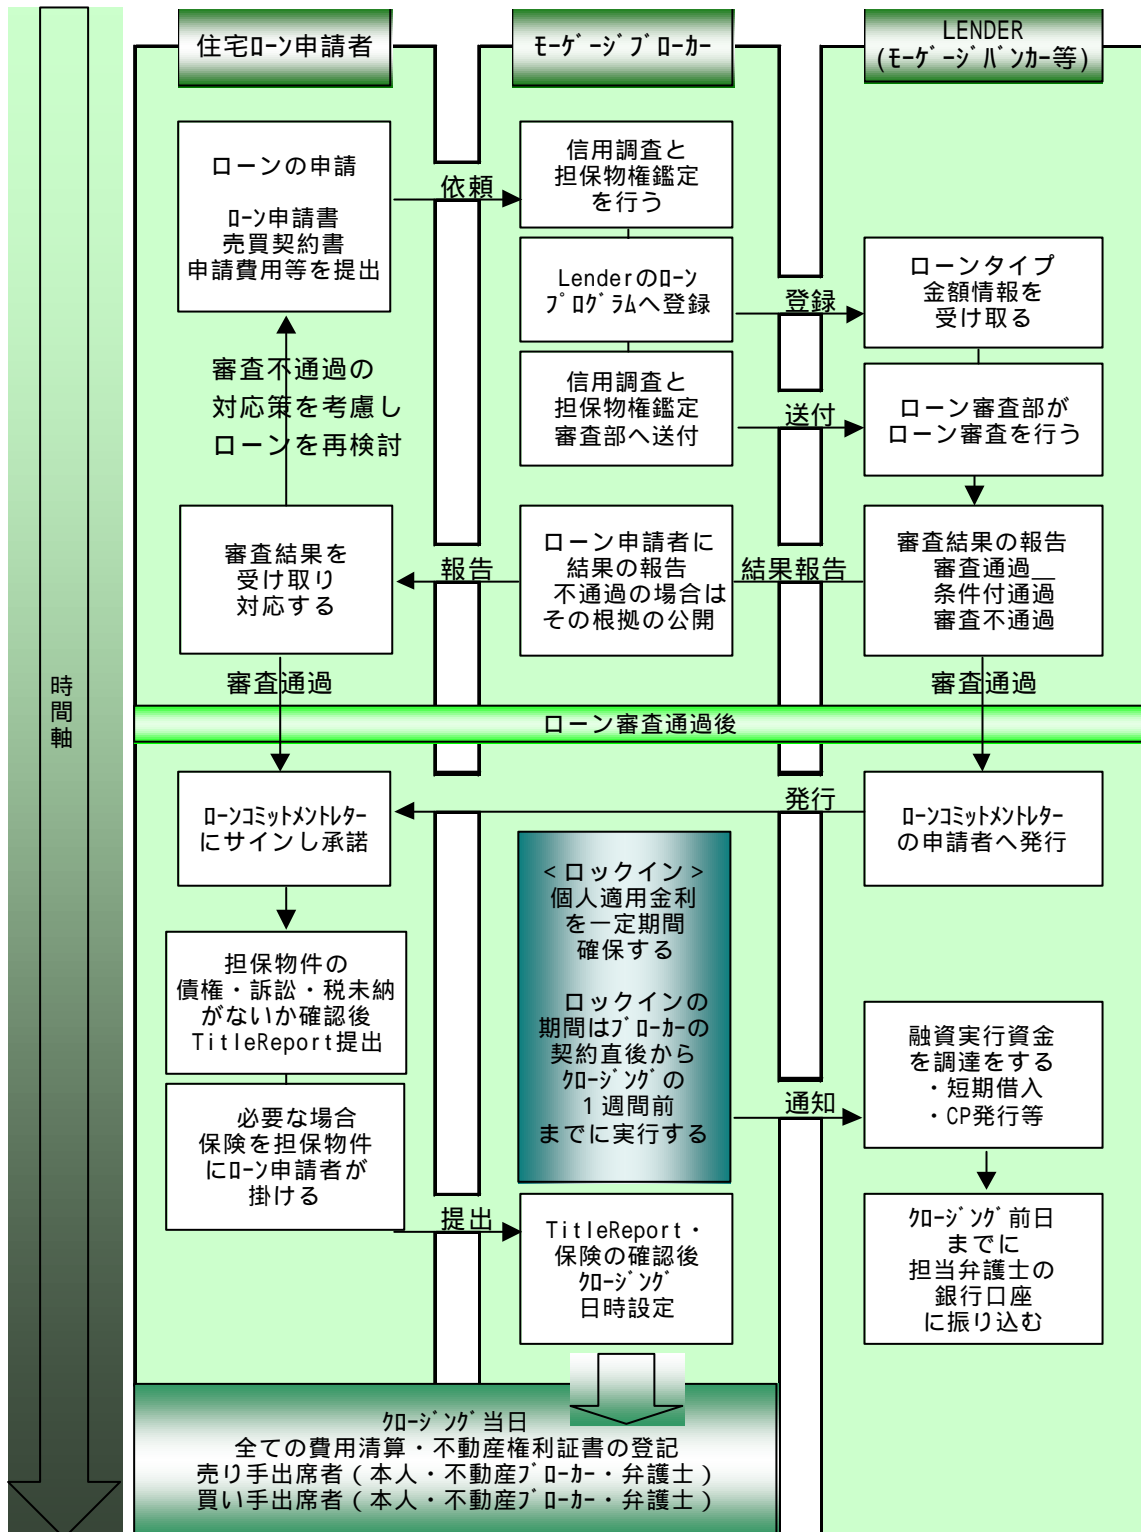 住宅ﾛｰﾝ申請者
ﾓｰｹﾞｰｼﾞﾌﾞﾛｰｶｰ
LENDER
(ﾓｰｹﾞｰｼﾞﾊﾞﾝｶｰ等)
ローンの申請
ﾛｰﾝ申請書
売買契約書
申請費用等を提出
依頼
信用調査と
担保物権鑑定
を行う
Lenderのﾛｰﾝ
ﾌﾟﾛｸﾞﾗﾑへ登録
登録
ローンタイプ
金額情報を
受け取る
審査不通過の
対応策を考慮し
ローンを再検討
信用調査と
担保物権鑑定
審査部へ送付
送付
ローン審査部が
ローン審査を行う
審査結果を
受け取り
対応する
報告
ローン申請者に
結果の報告
不通過の場合は
その根拠の公開
結果報告
審査結果の報告
審査通過__
条件付通過
審査不通過
審査通過
審査通過
時間軸
ローン審査通過後
ﾛｰﾝｺﾐｯﾄﾒﾝﾄﾚﾀｰ
にサインし承諾
発行
ﾛｰﾝｺﾐｯﾄﾒﾝﾄﾚﾀｰ
の申請者へ発行
<ロックイン>
個人適用金利
を一定期間
確保する
ロックインの
期間はﾌﾞﾛｰｶｰの
契約直後から
ｸﾛｰｼﾞﾝｸﾞの
1週間前
までに実行する
担保物件の
債権・訴訟・税未納
がないか確認後
TitleReport提出
必要な場合
保険を担保物件
にﾛｰﾝ申請者が
掛ける
通知
融資実行資金
を調達をする
・短期借入
・CP発行等
提出
TitleReport・
保険の確認後
ｸﾛｰｼﾞﾝｸﾞ
日時設定
ｸﾛｰｼﾞﾝｸﾞ前日
までに
担当弁護士の
銀行口座
に振り込む
ｸﾛｰｼﾞﾝｸﾞ当日
全ての費用清算・不動産権利証書の登記
売り手出席者(本人・不動産ﾌﾞﾛｰｶｰ・弁護士)
買い手出席者(本人・不動産ﾌﾞﾛｰｶｰ・弁護士)